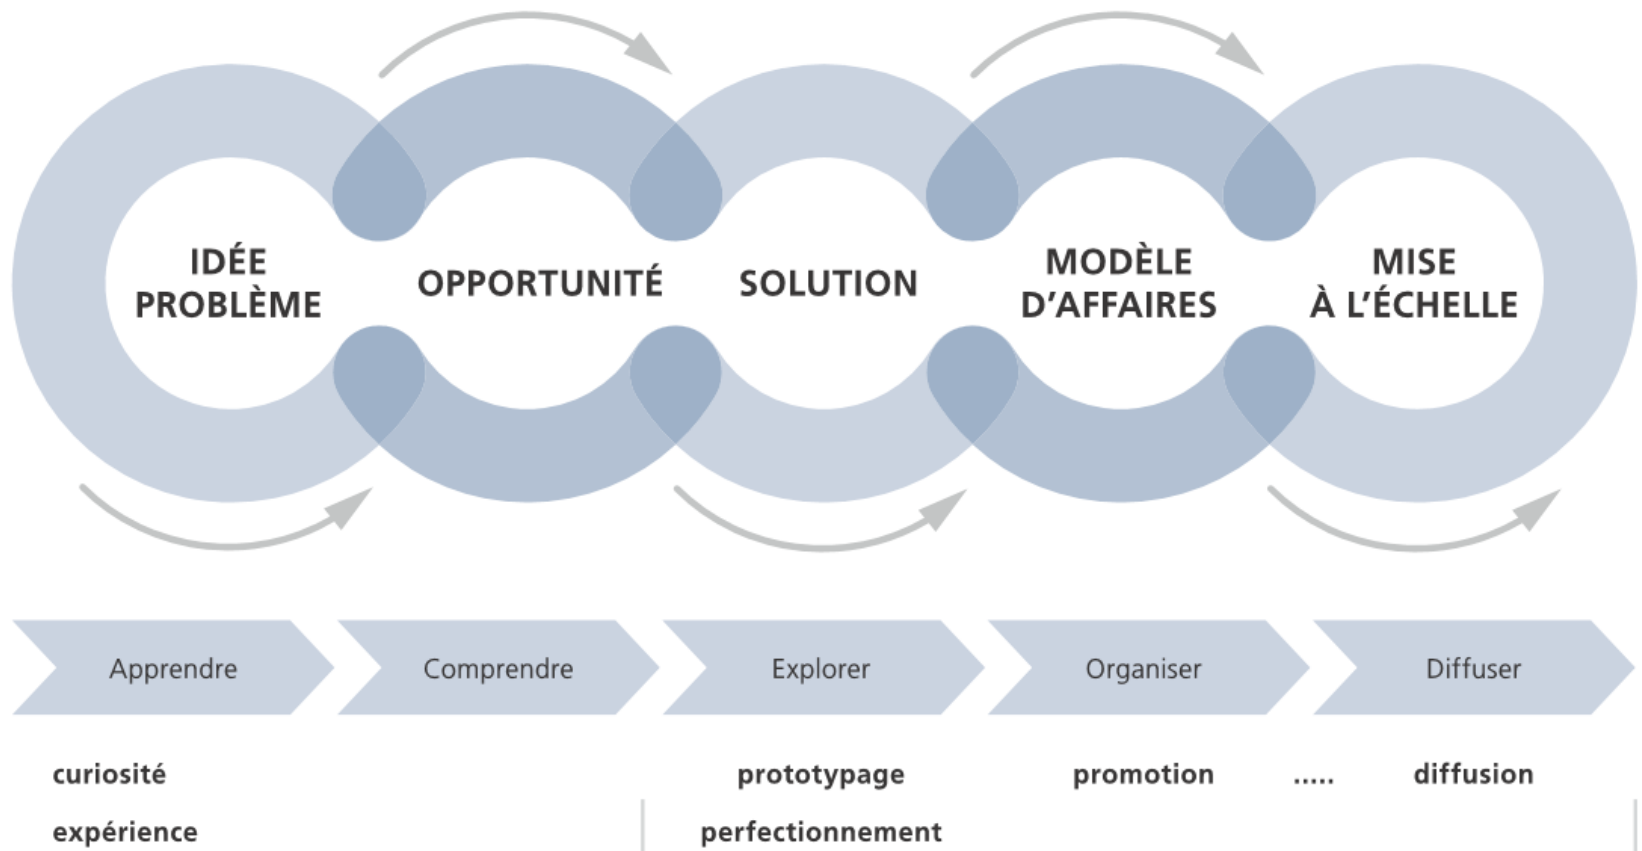 IDÉE
PROBLÈME
OPPORTUNITÉ
SOLUTION
MODÈLE
D’AFFAIRES
MISE
À L’ÉCHELLE
Apprendre
Comprendre
Explorer
Organiser
Diffuser
curiosité
prototypage
promotion
.....
diffusion
expérience
perfectionnement